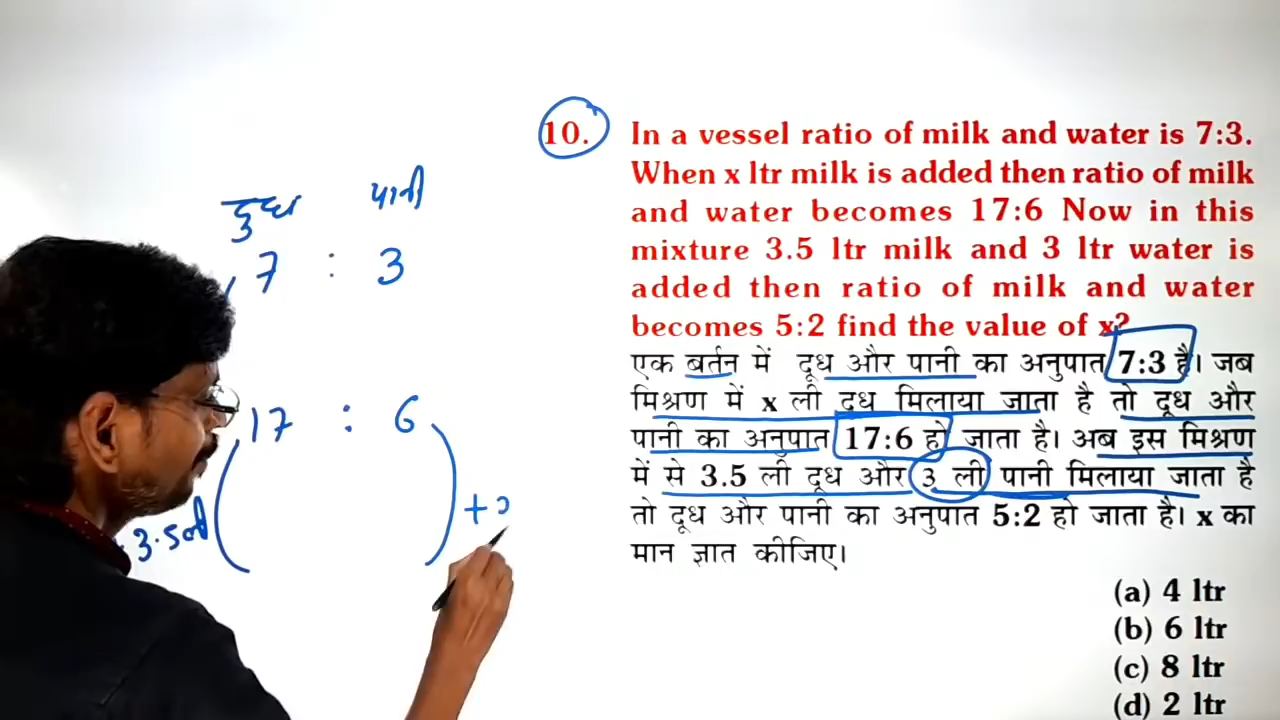 10. In a vessel ratio of milk and water is 7:3.
When x ltr milk is added then ratio of milk
and water becomes 17:6 Now in this
mixture 3.5 ltr milk and 3 ltr water is
added then ratio of milk and water
becomes 5:2 find the value of x?
एक बर्तन में दूध और पानी का अनुपात 7:3 है। जब
मिश्रण में x ली दूध मिलाया जाता है तो दूध और
पानी का अनुपात 17:6 हो जाता है। अब इस मिश्रण
में से 3.5 ली दूध और 3 ली पानी मिलाया जाता है
तो दूध और पानी का अनुपात 5:2 हो जाता है। x का
मान ज्ञात कीजिए।
(a) 4 ltr
(b) 6 ltr
(c) 8 ltr
(d) 2 ltr
दूध पानी
7 : 3
17 : 6
3.5 ली